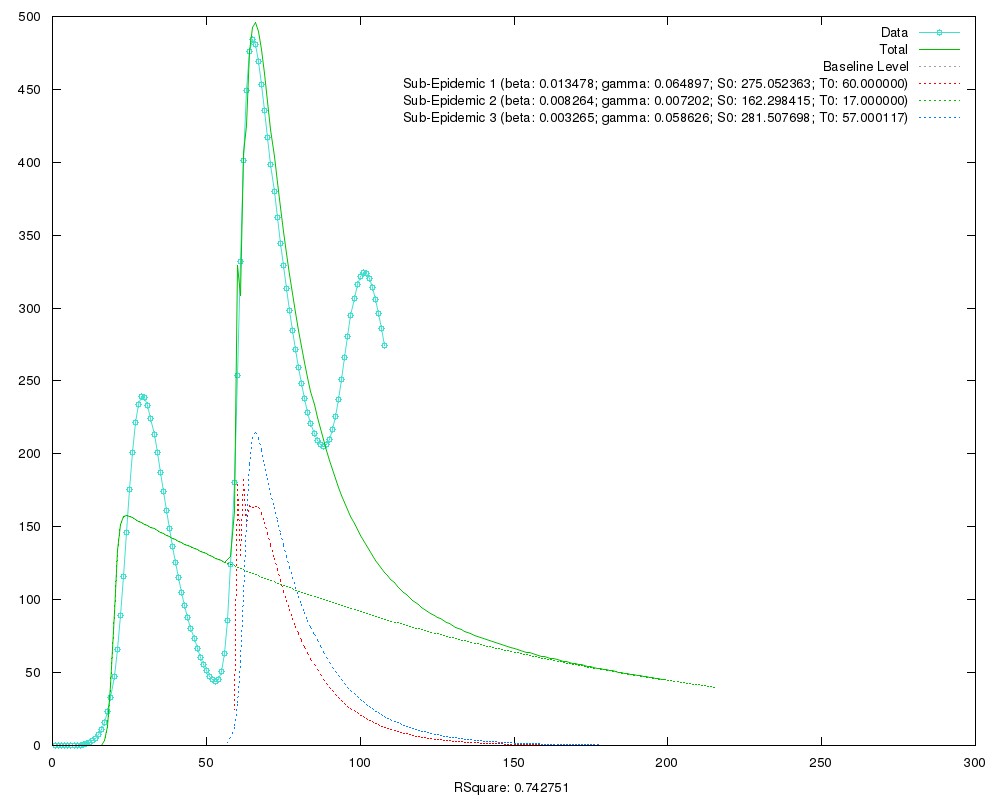 500
450
400
350
300
250
200
150
100
50
0
Data
Total
Baseline Level
Sub-Epidemic 1 (beta: 0.013478; gamma: 0.064897; S0: 275.052363; T0: 60.000000)
Sub-Epidemic 2 (beta: 0.008264; gamma: 0.007202; S0: 162.298415; T0: 17.000000)
Sub-Epidemic 3 (beta: 0.003265; gamma: 0.058626; S0: 281.507698; T0: 57.000117)
0 50 100 150 200 250 300
RSquare: 0.742751